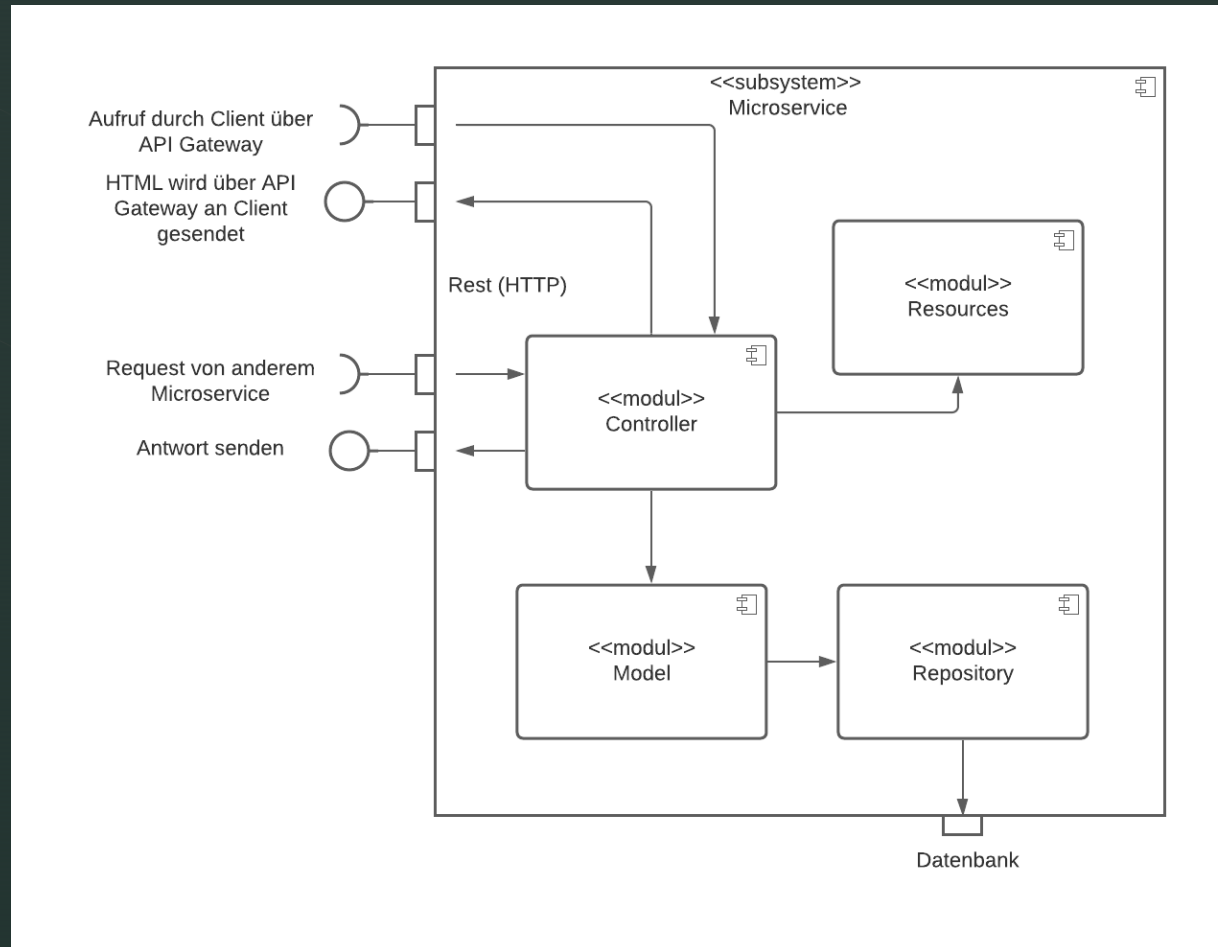 <<subsystem>>
Microservice
Aufruf durch Client über
API Gateway
HTML wird über API
Gateway an Client
gesendet
Rest (HTTP)
<<modul>>
Resources
Request von anderem
Microservice
<<modul>>
Controller
Antwort senden
<<modul>>
Model
<<modul>>
Repository
Datenbank